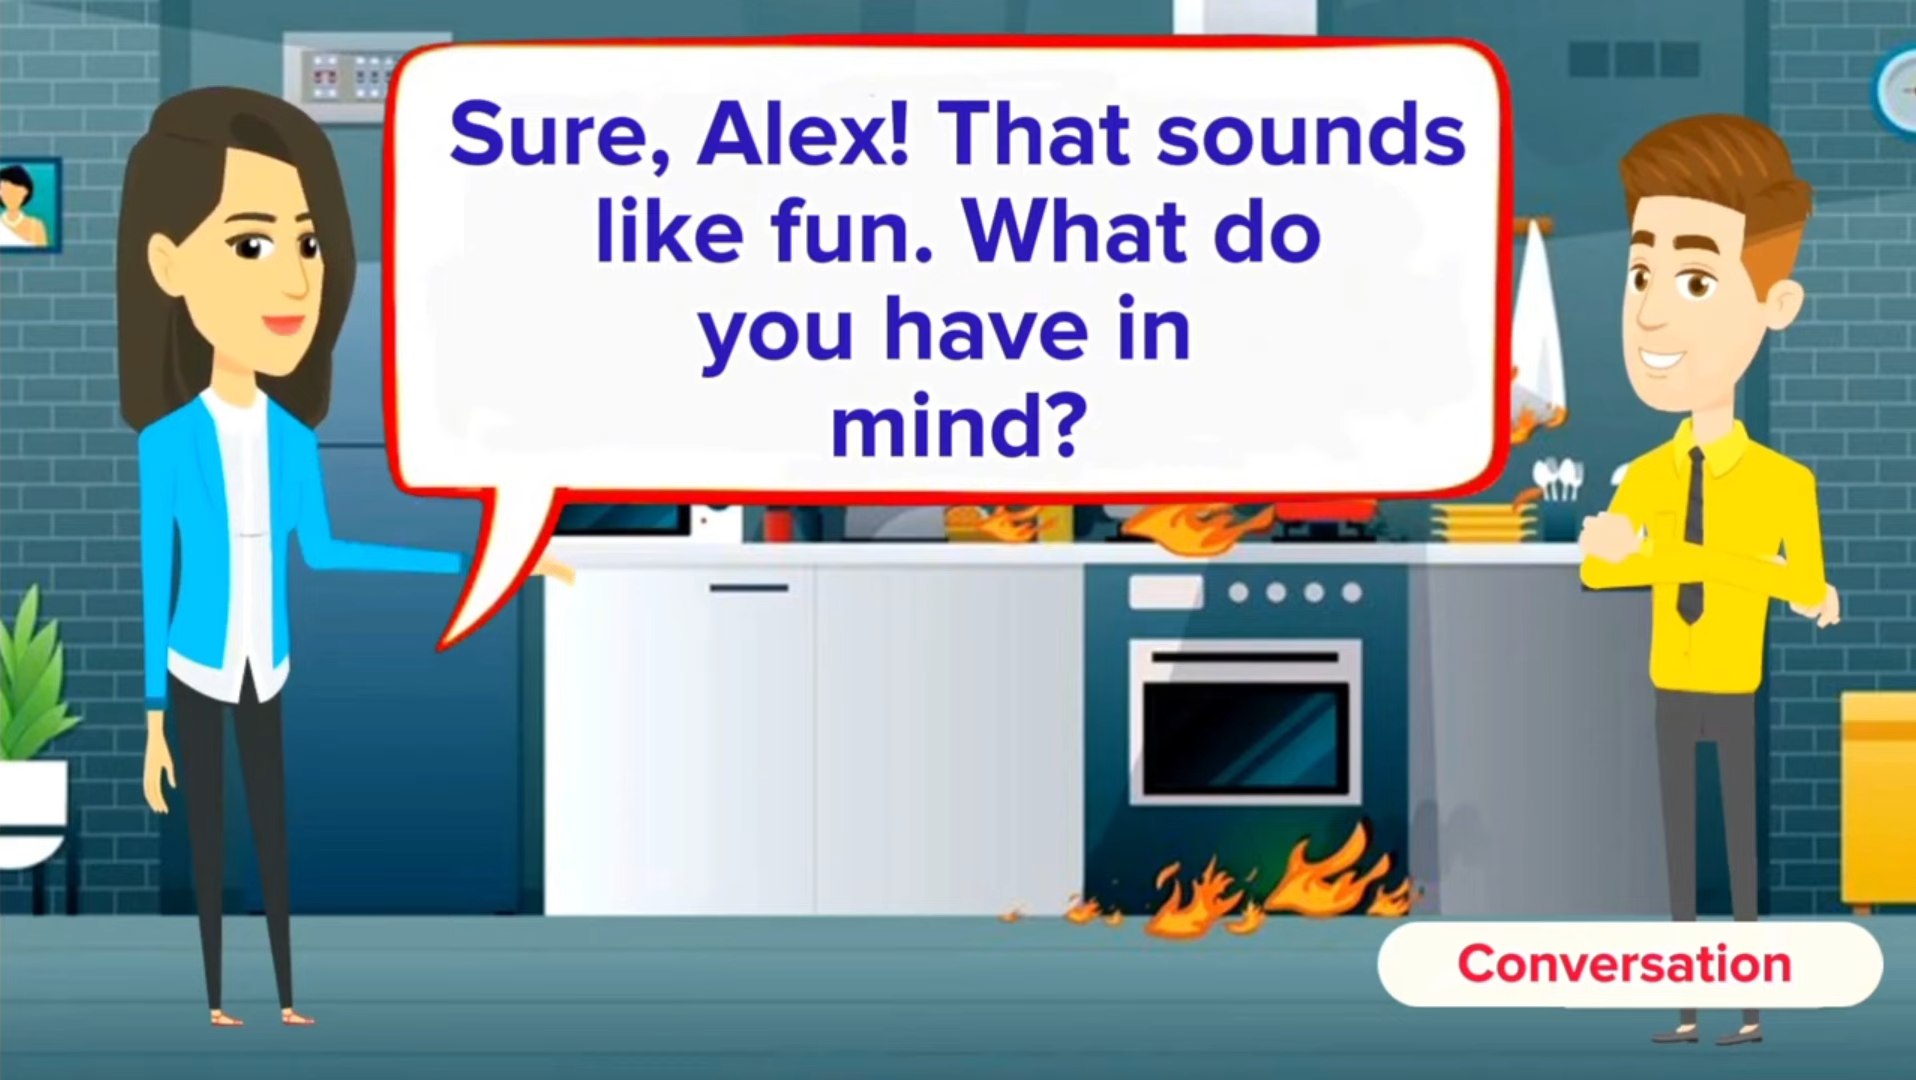 Sure, Alex! That sounds
like fun. What do
you have in
mind?
Conversation